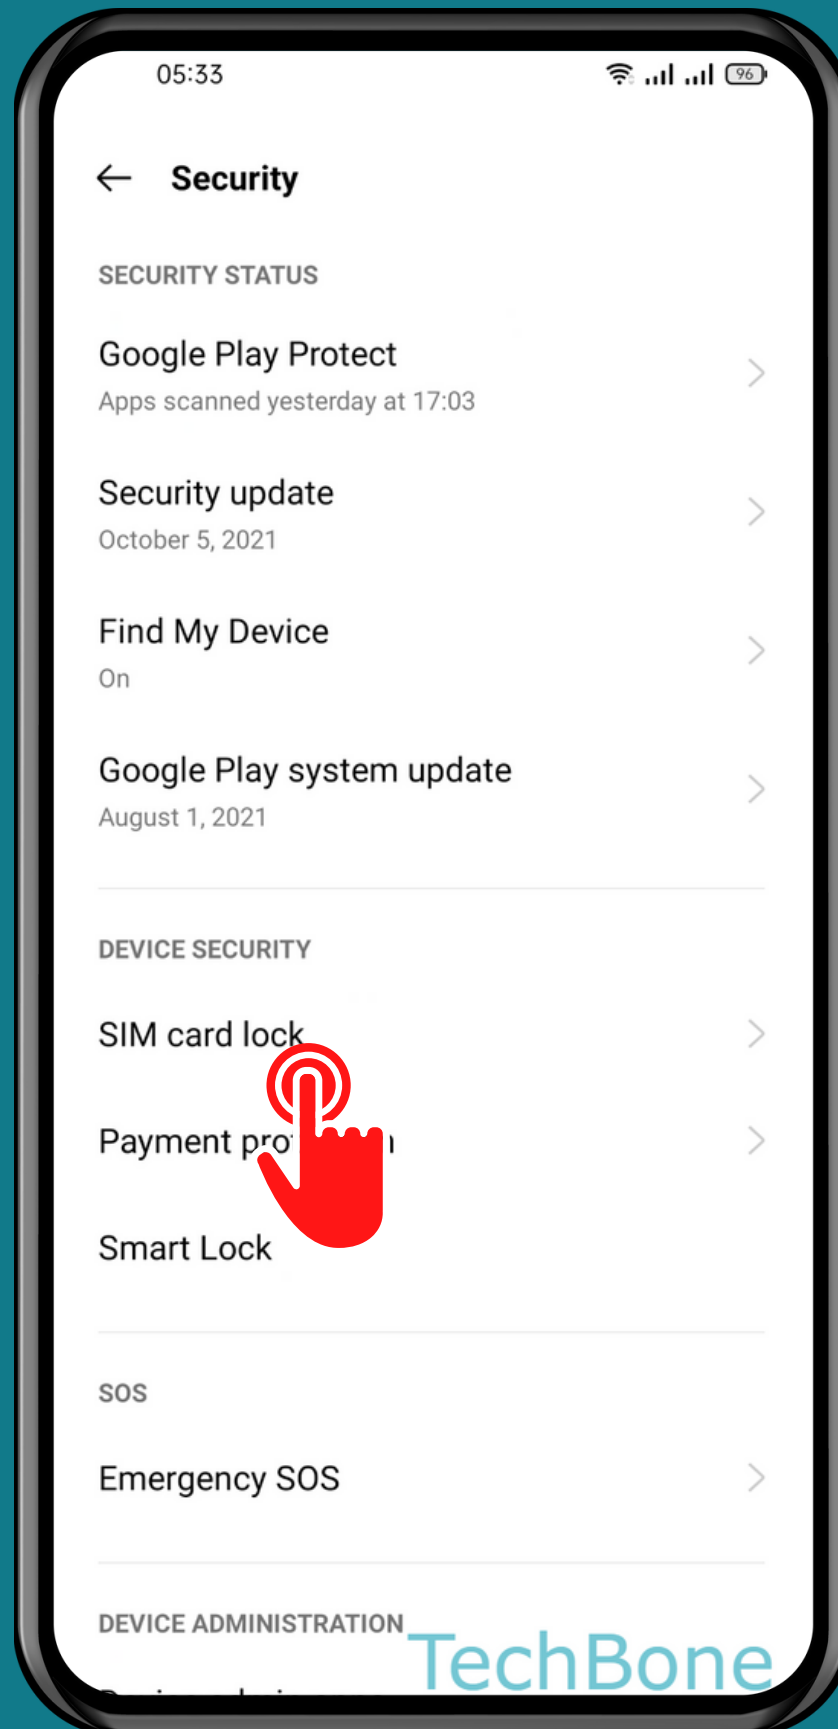 05:33
96
Security
SECURITY STATUS
Google Play Protect
Apps scanned yesterday at 17:03
Security update
October 5, 2021
Find My Device
On
Google Play system update
August 1, 2021
DEVICE SECURITY
SIM card lock
Payment
Smart Lock
SOS
Emergency SOS
DEVICE ADMINISTRATION
TechBone